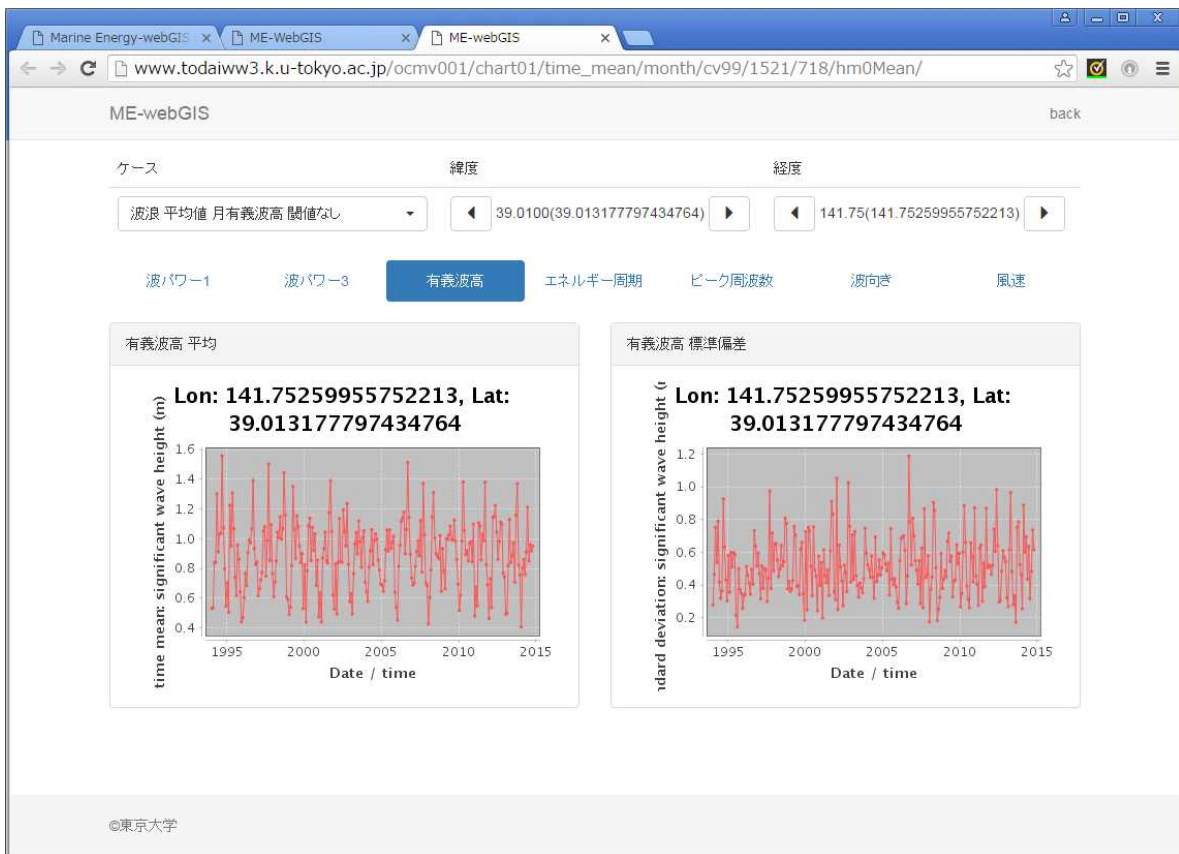 Marine Energy-webGIS
ME-WebGIS
ME-webGIS
www.todaiww3.k.u-tokyo.ac.jp/ocmv001/chart01/time_mean/month/cv99/1521/718/hm0Mean/
ME-webGIS back
ケース 緯度 経度
波浪 平均値 月有義波高 閾値なし 39.0100(39.013177797434764) 141.75(141.75259955752213)
波パワー1 波パワー3 有義波高 エネルギー周期 ピーク周波数 波向き 風速
有義波高 平均
Lon: 141.75259955752213, Lat:
39.013177797434764
time mean: significant wave height (m)
1.6
1.4
1.2
1.0
0.8
0.6
0.4
1995 2000 2005 2010 2015
Date / time
有義波高 標準偏差
Lon: 141.75259955752213, Lat:
39.013177797434764
ndard deviation: significant wave height (
1.2
1.0
0.8
0.6
0.4
0.2
1995 2000 2005 2010 2015
Date / time
©東京大学